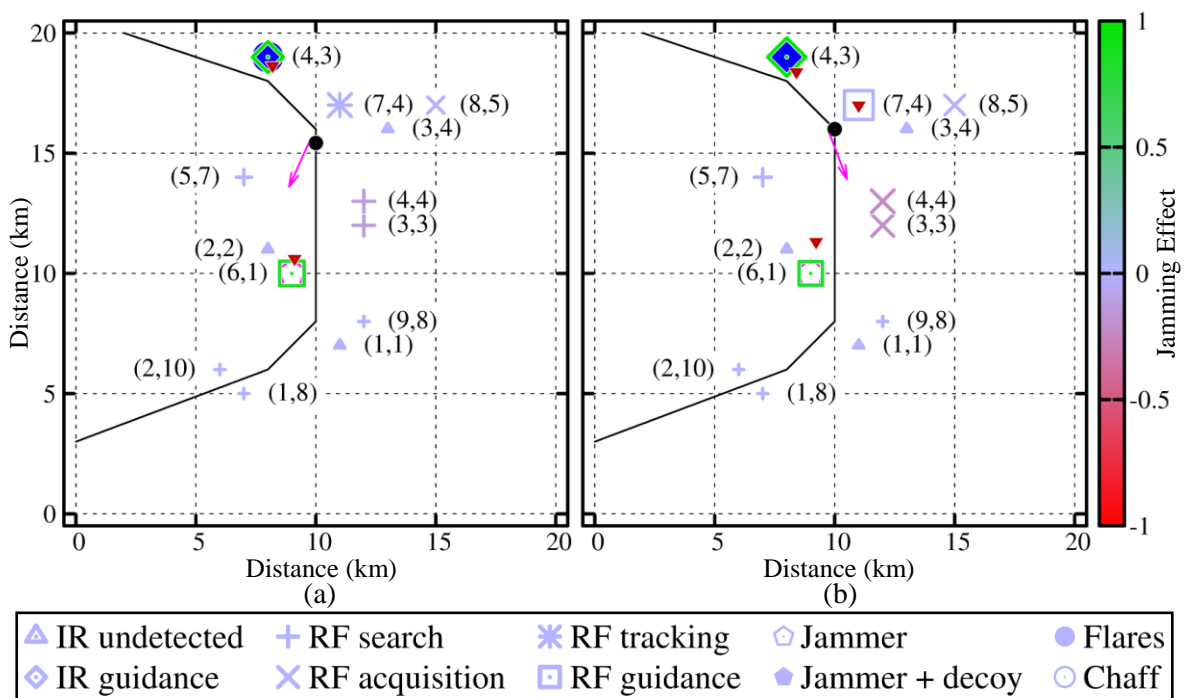 20
15
10
5
0
Distance (km)
(4,3)
(7,4)
(8,5)
(3,4)
(5,7)
(4,4)
(3,3)
(2,2)
(6,1)
(9,8)
(1,1)
(2,10)
(1,8)
0
5
10
15
20
Distance (km)
(a)
(4,3)
(7,4)
(8,5)
(3,4)
(5,7)
(4,4)
(3,3)
(2,2)
(6,1)
(9,8)
(1,1)
(2,10)
(1,8)
0
5
10
15
20
Distance (km)
(b)
1
0.5
0
-0.5
-1
Jamming Effect
IR undetected
RF search
RF tracking
Jammer
Flares
IR guidance
RF acquisition
RF guidance
Jammer + decoy
Chaff